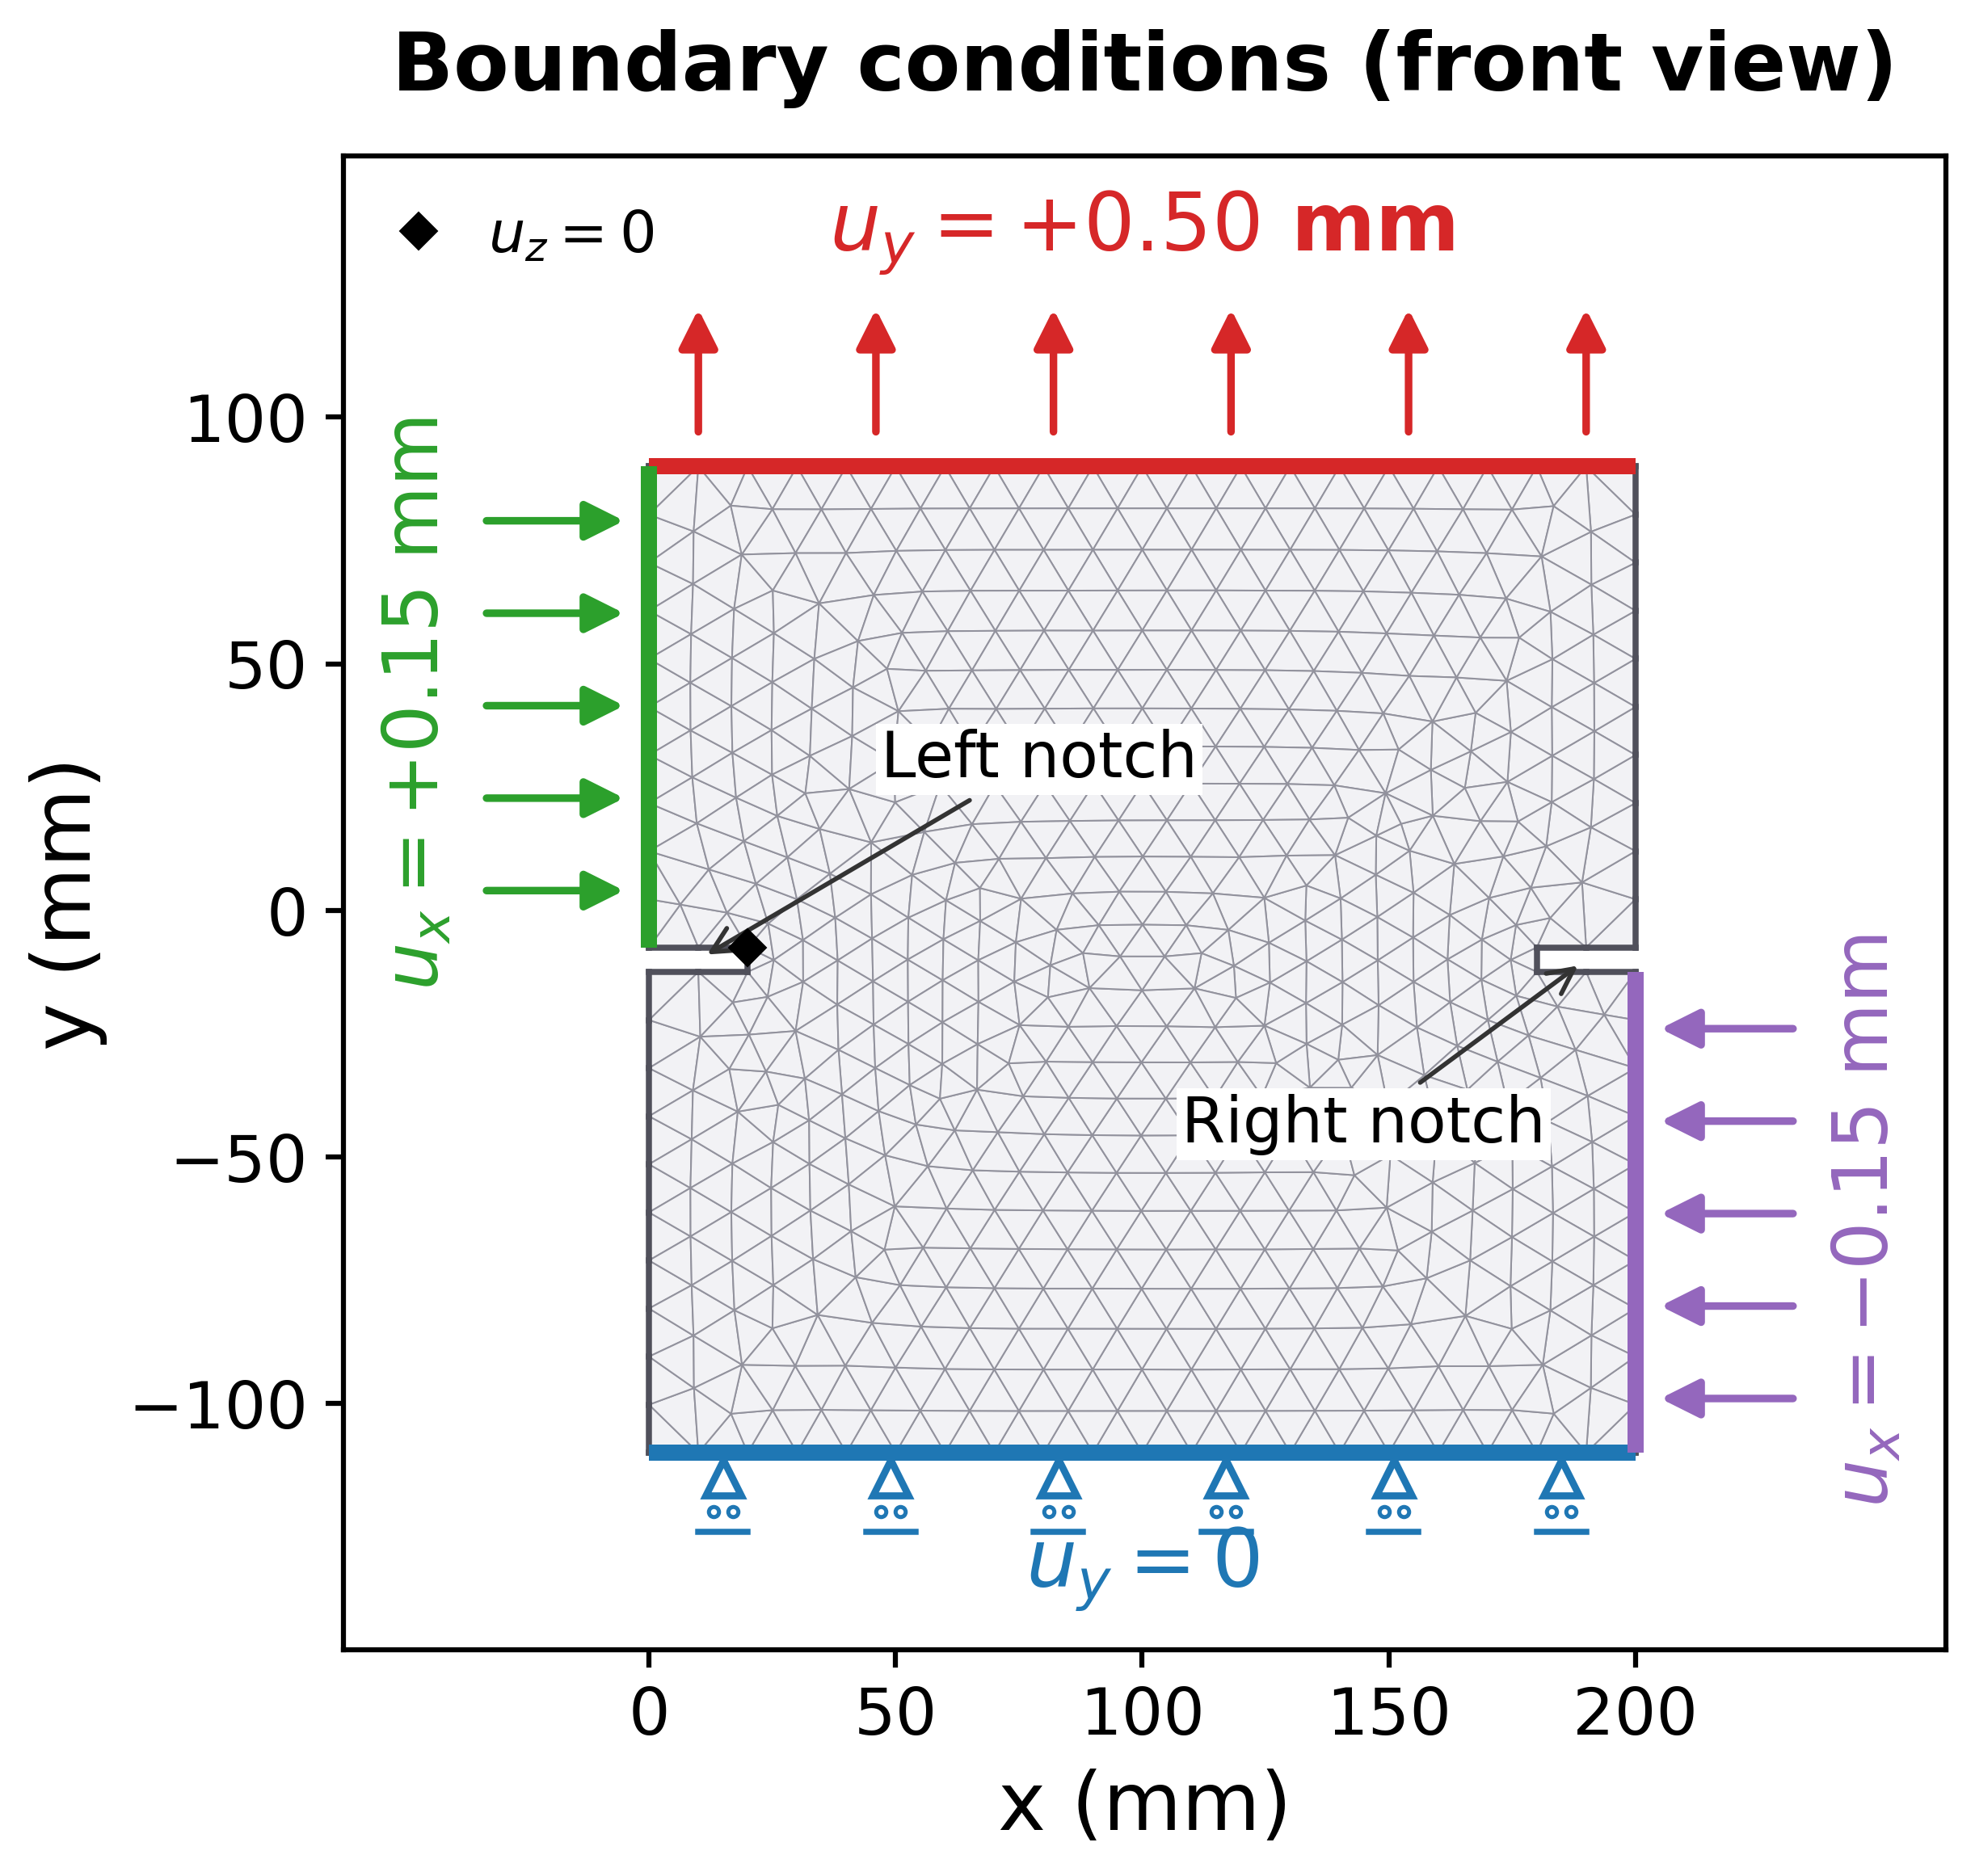 Boundary conditions (front view)
u_z = 0
u_y = +0.50 mm
u_x = +0.15 mm
Left notch
Right notch
u_x = −0.15 mm
u_y = 0
y (mm)
100
50
0
−50
−100
0 50 100 150 200
x (mm)